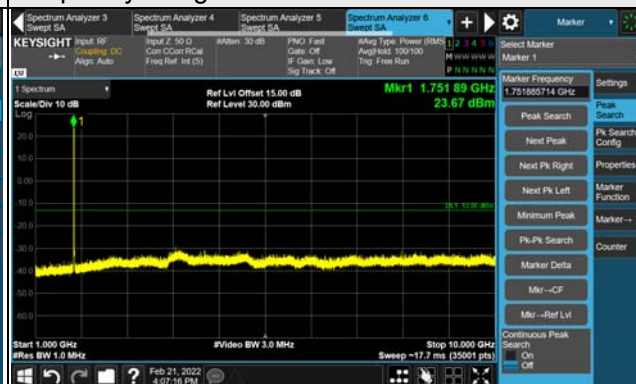 Spectrum Analyzer 3
Swept SA
Spectrum Analyzer 4
Swept SA
Spectrum Analyzer 5
Swept SA
Spectrum Analyzer 6
Swept SA
Marker
KEYSIGHT
Input: RF
Coupling: DC
Align: Auto
Input Z: 50 Ω
Corr CCorr RCal
Freq Ref: Int (S)
#Atten: 30 dB
PNO: Fast
Gate: Off
IF Gain: Low
Sig Track: Off
#Avg Type: Power (RMS
Avg|Hold: 100/100
Trig: Free Run
1 2 3 4 5 6
M W W W W W
P N N N N N
Select Marker
Marker 1
1 Spectrum
Scale/Div 10 dB
Log
Ref Lvl Offset 15.00 dB
Ref Level 30.00 dBm
Mkr1 1.751 89 GHz
23.67 dBm
1
20.0
10.0
0.00
-10.0
-20.0
-30.0
-40.0
-50.0
-60.0
DL1 -13.00 dBm
Start 1.000 GHz
#Res BW 1.0 MHz
#Video BW 3.0 MHz
Stop 10.000 GHz
Sweep ~17.7 ms (35001 pts)
Marker Frequency
1.751885714 GHz
Peak Search
Next Peak
Next Pk Right
Next Pk Left
Minimum Peak
Pk-Pk Search
Marker Delta
Mkr→CF
Mkr→Ref Lvl
Continuous Peak
Search
On
Off
Settings
Peak
Search
Pk Search
Config
Properties
Marker
Function
Marker→
Counter
Feb 21, 2022
4:07:16 PM